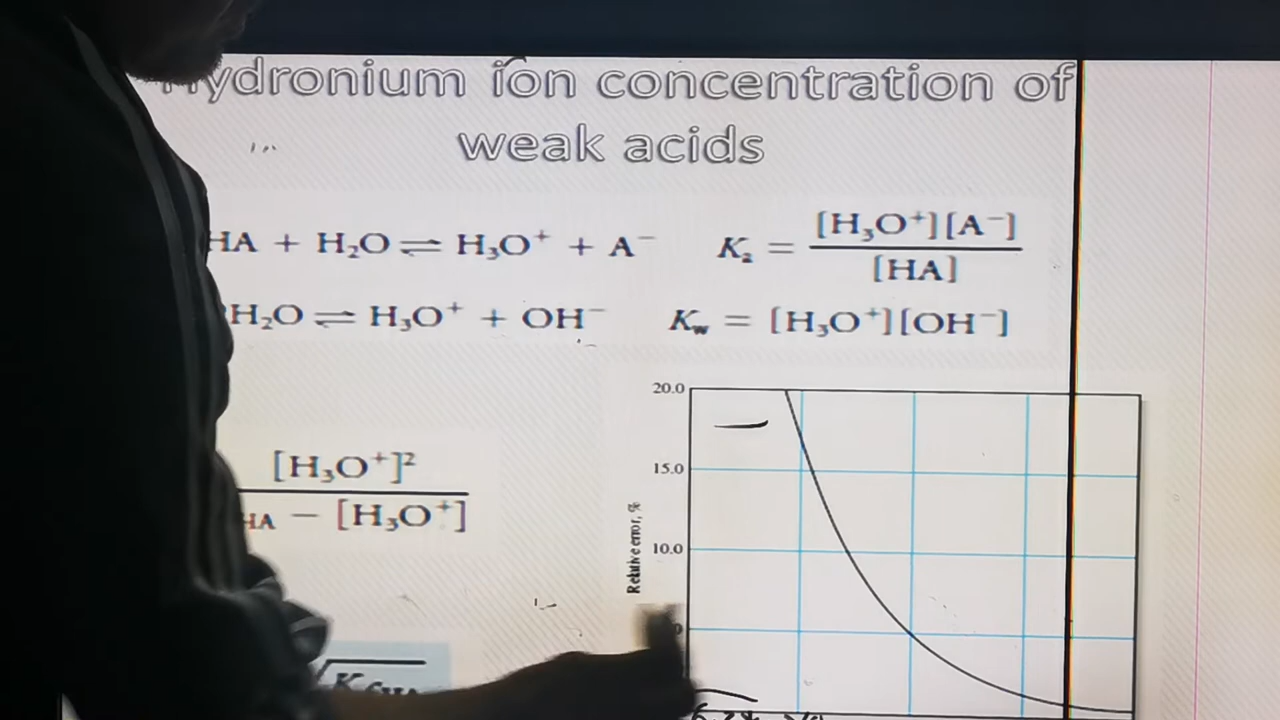 ydronium ion concentration of
weak acids
HA + H₂O ⇌ H₃O⁺ + A⁻ Kₐ = [H₃O⁺][A⁻] / [HA]
H₂O ⇌ H₃O⁺ + OH⁻ K_w = [H₃O⁺][OH⁻]
[H₃O⁺]²
HA − [H₃O⁺]
20.0
15.0
10.0
Relative error, %